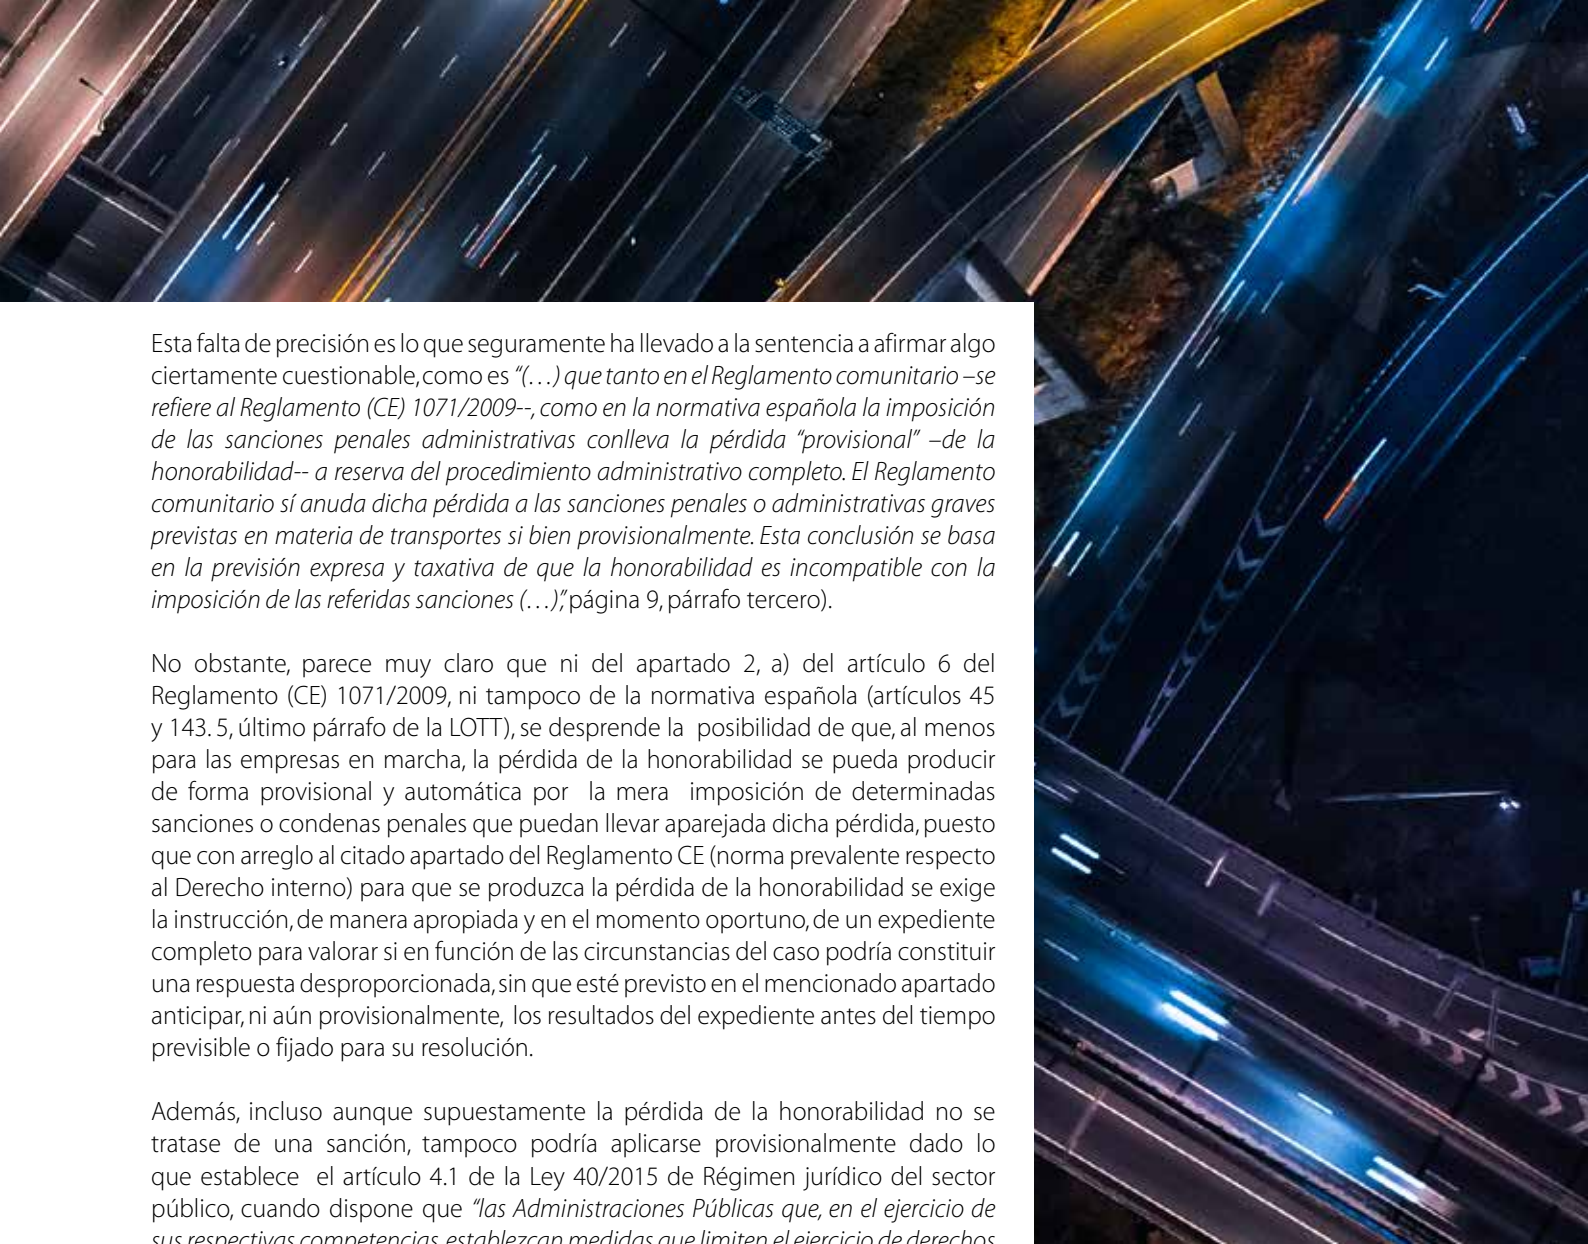 Esta falta de precisión es lo que seguramente ha llevado a la sentencia a afirmar algo
ciertamente cuestionable, como es “(…) que tanto en el Reglamento comunitario –se
refiere al Reglamento (CE) 1071/2009--, como en la normativa española la imposición
de las sanciones penales administrativas conlleva la pérdida “provisional” –de la
honorabilidad-- a reserva del procedimiento administrativo completo. El Reglamento
comunitario sí anuda dicha pérdida a las sanciones penales o administrativas graves
previstas en materia de transportes si bien provisionalmente. Esta conclusión se basa
en la previsión expresa y taxativa de que la honorabilidad es incompatible con la
imposición de las referidas sanciones (…)”, página 9, párrafo tercero).
No obstante, parece muy claro que ni del apartado 2, a) del artículo 6 del
Reglamento (CE) 1071/2009, ni tampoco de la normativa española (artículos 45
y 143. 5, último párrafo de la LOTT), se desprende la posibilidad de que, al menos
para las empresas en marcha, la pérdida de la honorabilidad se pueda producir
de forma provisional y automática por la mera imposición de determinadas
sanciones o condenas penales que puedan llevar aparejada dicha pérdida, puesto
que con arreglo al citado apartado del Reglamento CE (norma prevalente respecto
al Derecho interno) para que se produzca la pérdida de la honorabilidad se exige
la instrucción, de manera apropiada y en el momento oportuno, de un expediente
completo para valorar si en función de las circunstancias del caso podría constituir
una respuesta desproporcionada, sin que esté previsto en el mencionado apartado
anticipar, ni aún provisionalmente, los resultados del expediente antes del tiempo
previsible o fijado para su resolución.
Además, incluso aunque supuestamente la pérdida de la honorabilidad no se
tratase de una sanción, tampoco podría aplicarse provisionalmente dado lo
que establece el artículo 4.1 de la Ley 40/2015 de Régimen jurídico del sector
público, cuando dispone que “las Administraciones Públicas que, en el ejercicio de
sus respectivas competencias, establezcan medidas que limiten el ejercicio de derechos